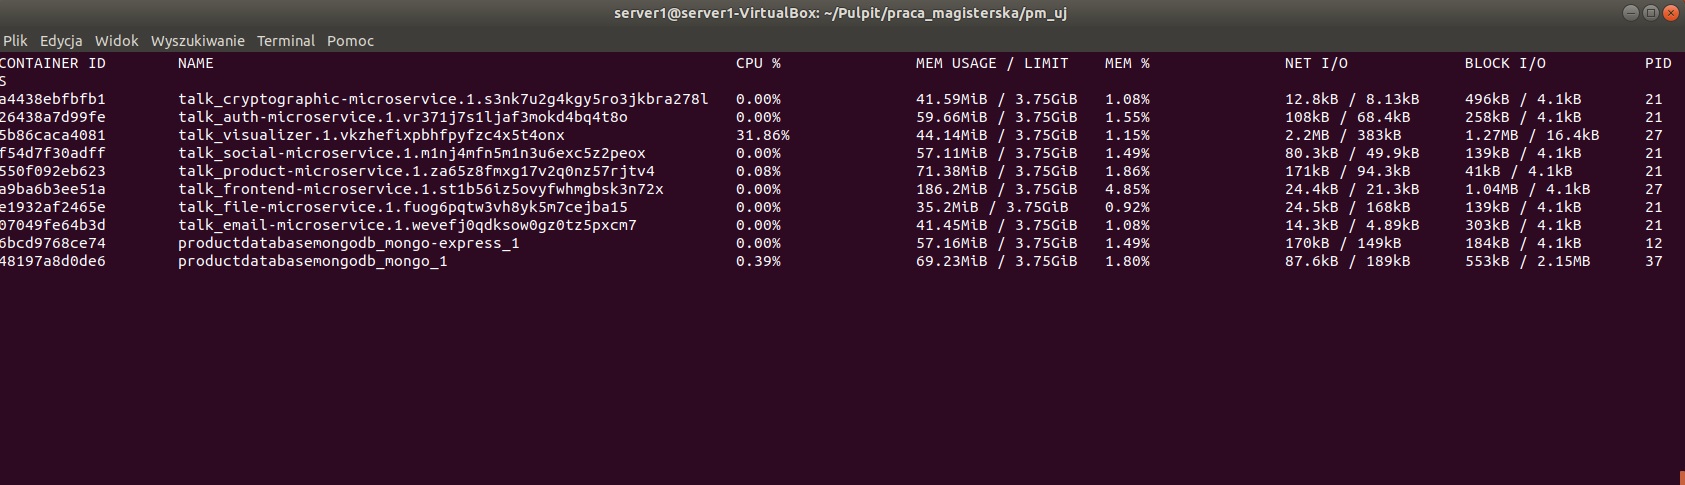 server1@server1-VirtualBox: ~/Pulpit/praca_magisterska/pm_uj
Plik Edycja Widok Wyszukiwanie Terminal Pomoc
CONTAINER ID NAME CPU % MEM USAGE / LIMIT MEM % NET I/O BLOCK I/O PID
S
a4438ebfbfb1 talk_cryptographic-microservice.1.s3nk7u2g4kgy5ro3jkbra278l 0.00% 41.59MiB / 3.75GiB 1.08% 12.8kB / 8.13kB 496kB / 4.1kB 21
26438a7d99fe talk_auth-microservice.1.vr371j7s1ljaf3mokd4bq4t8o 0.00% 59.66MiB / 3.75GiB 1.55% 108kB / 68.4kB 258kB / 4.1kB 21
5b86caca4081 talk_visualizer.1.vkzhefixpbhfpyfzc4x5t4onx 31.86% 44.14MiB / 3.75GiB 1.15% 2.2MB / 383kB 1.27MB / 16.4kB 27
f54d7f30adff talk_social-microservice.1.m1nj4mfn5m1n3u6exc5z2peox 0.00% 57.11MiB / 3.75GiB 1.49% 80.3kB / 49.9kB 139kB / 4.1kB 21
550f092eb623 talk_product-microservice.1.za65z8fmxg17v2q0nz57rjtv4 0.08% 71.38MiB / 3.75GiB 1.86% 171kB / 94.3kB 41kB / 4.1kB 21
a9ba6b3ee51a talk_frontend-microservice.1.st1b56iz5ovyfwhmgbsk3n72x 0.00% 186.2MiB / 3.75GiB 4.85% 24.4kB / 21.3kB 1.04MB / 4.1kB 27
e1932af2465e talk_file-microservice.1.fuog6pqtw3vh8yk5m7cejba15 0.00% 35.2MiB / 3.75GiB 0.92% 24.5kB / 168kB 139kB / 4.1kB 21
07049fe64b3d talk_email-microservice.1.wevefj0qdksow0gz0tz5pxcm7 0.00% 41.45MiB / 3.75GiB 1.08% 14.3kB / 4.89kB 303kB / 4.1kB 21
6bcd9768ce74 productdatabasemongodb_mongo-express_1 0.00% 57.16MiB / 3.75GiB 1.49% 170kB / 149kB 184kB / 4.1kB 12
48197a8d0de6 productdatabasemongodb_mongo_1 0.39% 69.23MiB / 3.75GiB 1.80% 87.6kB / 189kB 553kB / 2.15MB 37